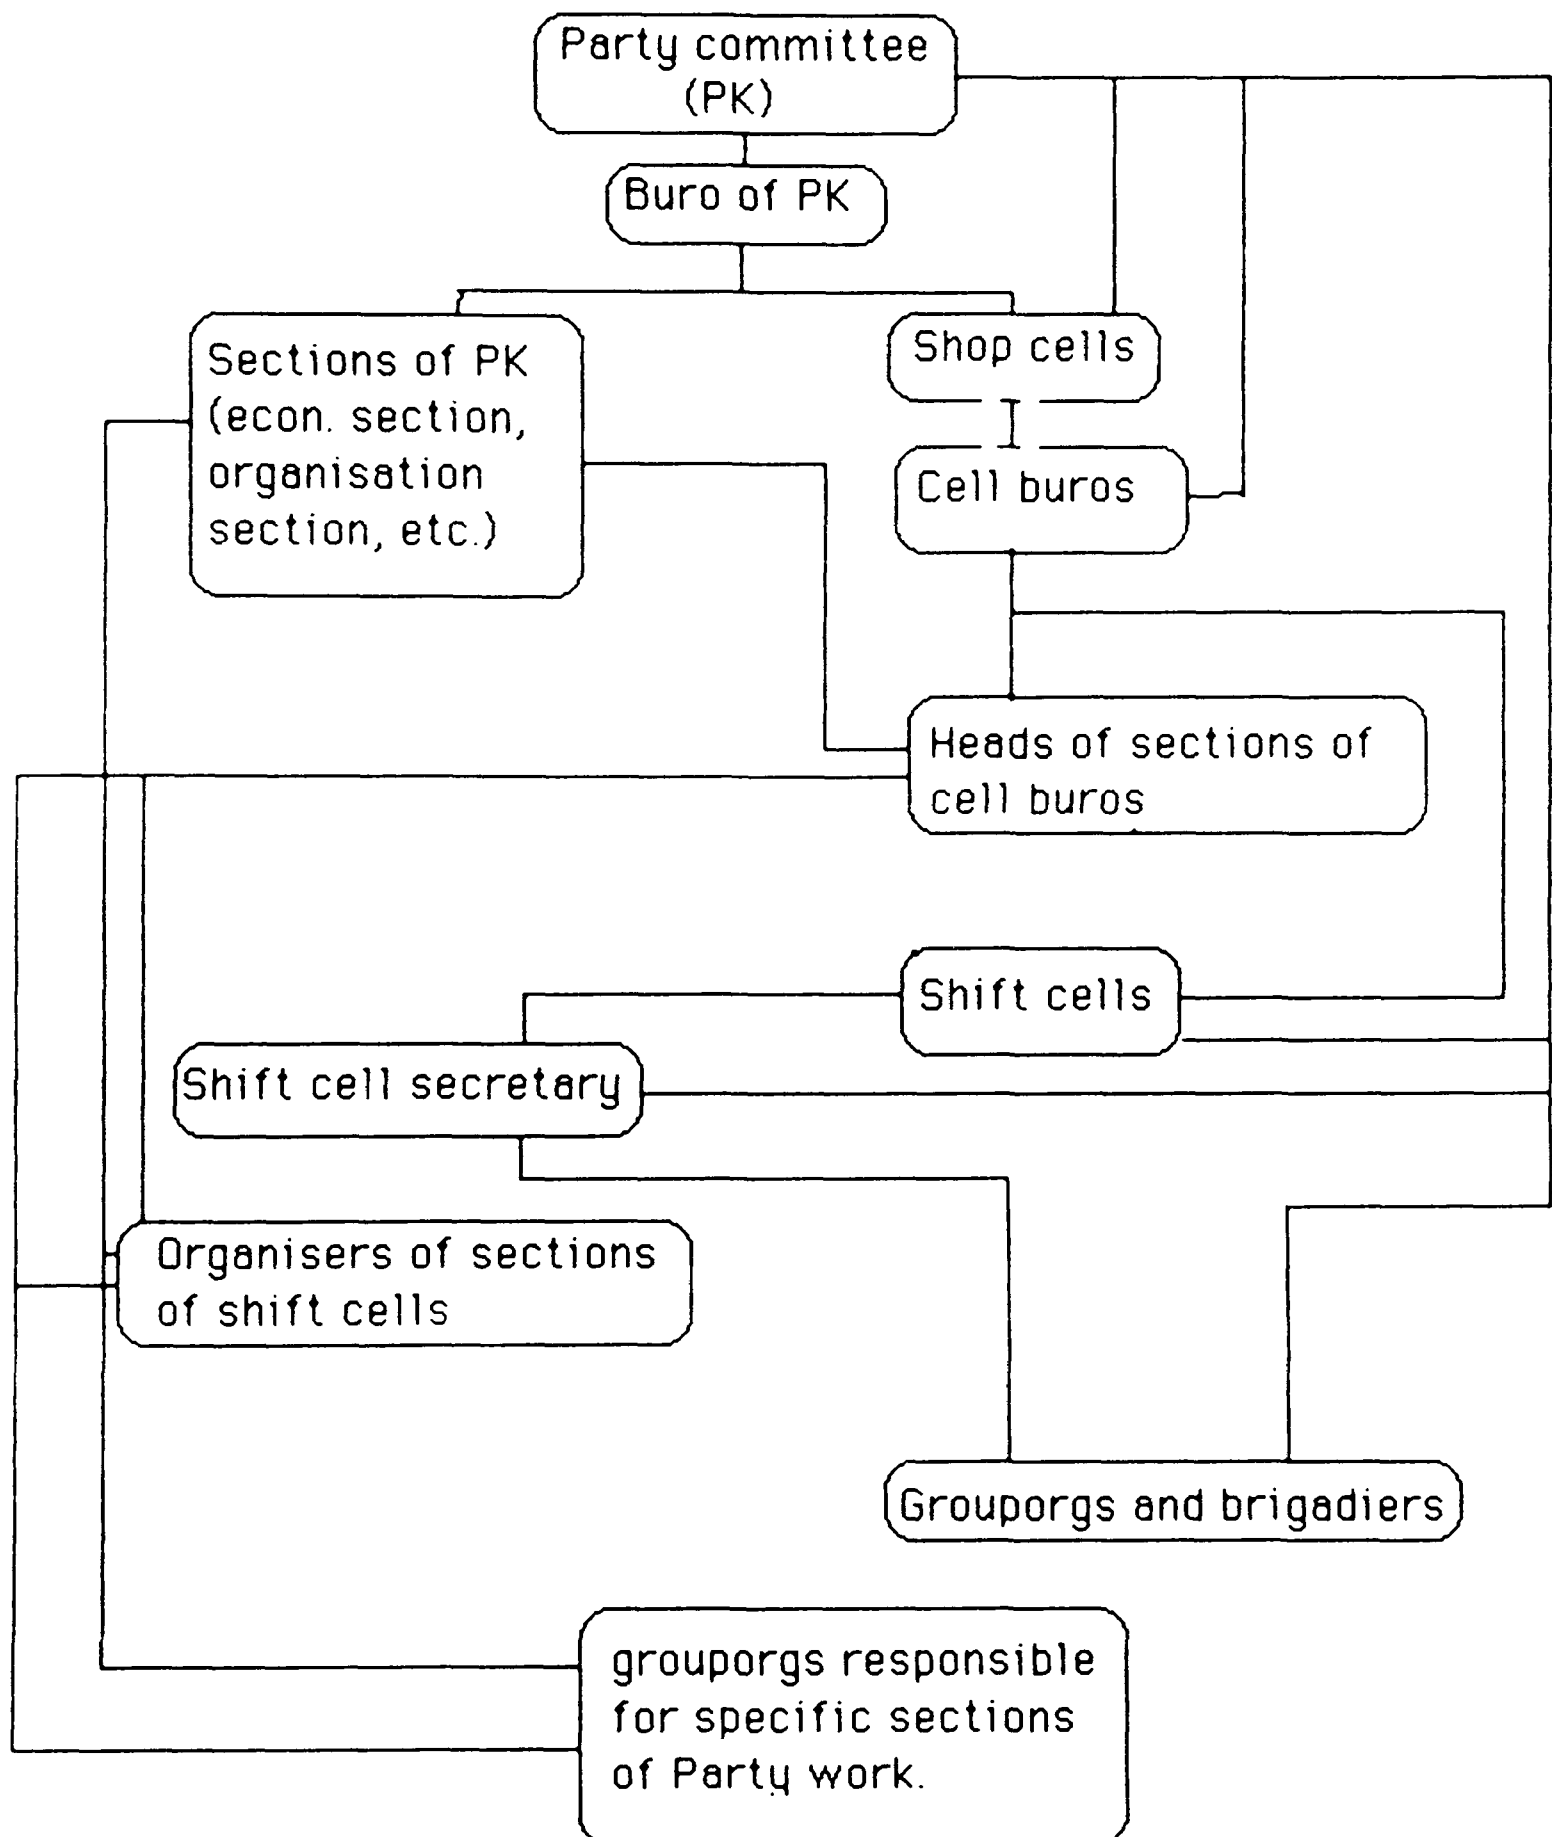 Party committee
(PK)
Buro of PK
Sections of PK
(econ. section,
organisation
section, etc.)
Shop cells
Cell buros
Heads of sections of
cell buros
Shift cells
Shift cell secretary
Organisers of sections
of shift cells
Grouporgs and brigadiers
grouporgs responsible
for specific sections
of Party work.